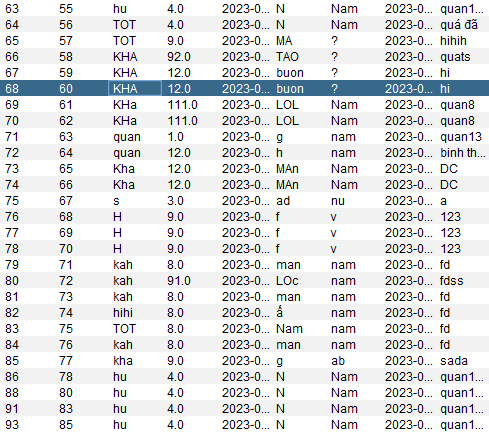 63 55 hu 4.0 2023-0... N Nam 2023-0... quan1...
64 56 TOT 4.0 2023-0... N Nam 2023-0... quá đã
65 57 TOT 9.0 2023-0... MA ? 2023-0... hihih
66 58 KHA 92.0 2023-0... TAO ? 2023-0... quats
67 59 KHA 12.0 2023-0... buon ? 2023-0... hi
68 60 KHA 12.0 2023-0... buon ? 2023-0... hi
69 61 KHa 111.0 2023-0... LOL Nam 2023-0... quan8
70 62 KHa 111.0 2023-0... LOL Nam 2023-0... quan8
71 63 quan 1.0 2023-0... g nam 2023-0... quan13
72 64 quan 12.0 2023-0... h nam 2023-0... binh th...
73 65 Kha 12.0 2023-0... MAn Nam 2023-0... DC
74 66 Kha 12.0 2023-0... MAn Nam 2023-0... DC
75 67 s 3.0 2023-0... ad nu 2023-0... a
76 68 H 9.0 2023-0... f v 2023-0... 123
77 69 H 9.0 2023-0... f v 2023-0... 123
78 70 H 9.0 2023-0... f v 2023-0... 123
79 71 kah 8.0 2023-0... man nam 2023-0... fd
80 72 kah 91.0 2023-0... LOc nam 2023-0... fdss
81 73 kah 8.0 2023-0... man nam 2023-0... fd
82 74 hihi 8.0 2023-0... ấ nam 2023-0... fd
83 75 TOT 8.0 2023-0... Nam nam 2023-0... fd
84 76 kah 8.0 2023-0... man nam 2023-0... fd
85 77 kha 9.0 2023-0... g ab 2023-0... sada
86 78 hu 4.0 2023-0... N Nam 2023-0... quan1...
88 80 hu 4.0 2023-0... N Nam 2023-0... quan1...
91 83 hu 4.0 2023-0... N Nam 2023-0... quan1...
93 85 hu 4.0 2023-0... N Nam 2023-0... quan1...